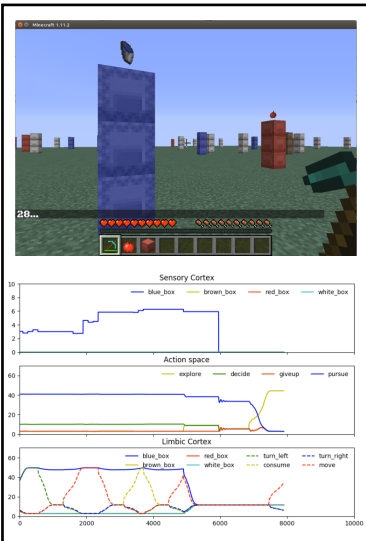 Minecraft 1.11.2
28...
Sensory Cortex
blue_box brown_box red_box white_box
10
8
6
4
2
0
Action space
explore decide giveup pursue
60
40
20
0
Limbic Cortex
blue_box red_box turn_left turn_right
brown_box white_box consume move
60
40
20
0
0 2000 4000 6000 8000 10000